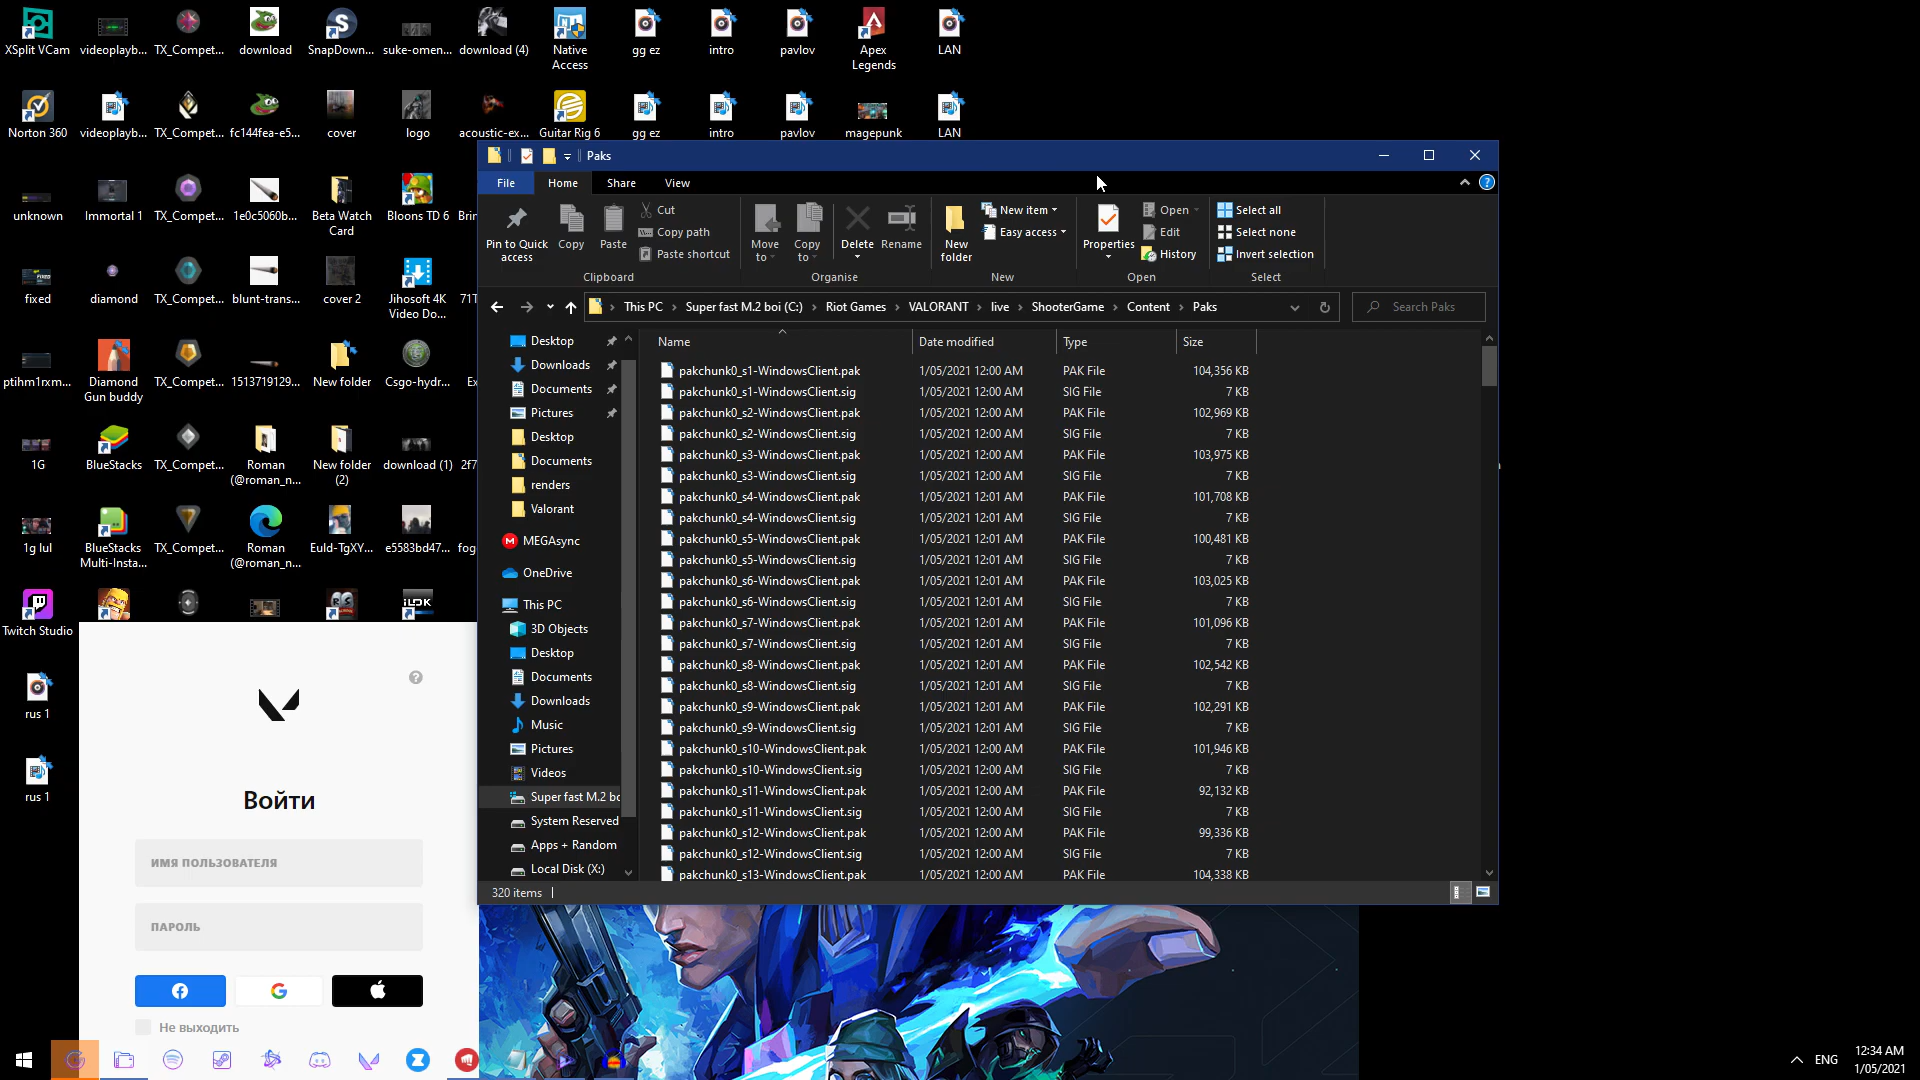 XSplit VCam
videoplayb...
TX_Compet...
download
SnapDown...
suke-omen...
download (4)
Native
Access
gg ez
intro
pavlov
Apex
Legends
LAN
Norton 360
videoplayb...
TX_Compet...
fc144fea-e5...
cover
logo
acoustic-ex...
Guitar Rig 6
gg ez
intro
pavlov
magepunk
LAN
unknown
Immortal 1
TX_Compet...
1e0c5060b...
Beta Watch
Card
Bloons TD 6
Brin
fixed
diamond
TX_Compet...
blunt-trans...
cover 2
Jihosoft 4K
Video Do...
71T
ptihm1rxm...
Diamond
Gun buddy
TX_Compet...
1513719129...
New folder
Csgo-hydr...
Ex
1G
BlueStacks
TX_Compet...
Roman
(@roman_n...
New folder
(2)
download (1)
2f7
1g lul
BlueStacks
Multi-Insta...
TX_Compet...
Roman
(@roman_n...
Euld-TgXY...
e5583bd47...
fog
Twitch Studio
rus 1
rus 1
Paks
File
Home
Share
View
Pin to Quick
access
Copy
Paste
Cut
Copy path
Paste shortcut
Clipboard
Move
to
Copy
to
Delete
Rename
Organise
New
folder
New item
Easy access
New
Properties
Open
Edit
History
Open
Select all
Select none
Invert selection
Select
This PC
Super fast M.2 boi (C:)
Riot Games
VALORANT
live
ShooterGame
Content
Paks
Search Paks
Desktop
Downloads
Documents
Pictures
Desktop
Documents
renders
Valorant
MEGAsync
OneDrive
This PC
3D Objects
Desktop
Documents
Downloads
Music
Pictures
Videos
Super fast M.2 bo
System Reserved
Apps + Random
Local Disk (X:)
Name Date modified Type Size
pakchunk0_s1-WindowsClient.pak 1/05/2021 12:00 AM PAK File 104,356 KB
pakchunk0_s1-WindowsClient.sig 1/05/2021 12:00 AM SIG File 7 KB
pakchunk0_s2-WindowsClient.pak 1/05/2021 12:00 AM PAK File 102,969 KB
pakchunk0_s2-WindowsClient.sig 1/05/2021 12:00 AM SIG File 7 KB
pakchunk0_s3-WindowsClient.pak 1/05/2021 12:00 AM PAK File 103,975 KB
pakchunk0_s3-WindowsClient.sig 1/05/2021 12:00 AM SIG File 7 KB
pakchunk0_s4-WindowsClient.pak 1/05/2021 12:01 AM PAK File 101,708 KB
pakchunk0_s4-WindowsClient.sig 1/05/2021 12:01 AM SIG File 7 KB
pakchunk0_s5-WindowsClient.pak 1/05/2021 12:01 AM PAK File 100,481 KB
pakchunk0_s5-WindowsClient.sig 1/05/2021 12:01 AM SIG File 7 KB
pakchunk0_s6-WindowsClient.pak 1/05/2021 12:01 AM PAK File 103,025 KB
pakchunk0_s6-WindowsClient.sig 1/05/2021 12:01 AM SIG File 7 KB
pakchunk0_s7-WindowsClient.pak 1/05/2021 12:01 AM PAK File 101,096 KB
pakchunk0_s7-WindowsClient.sig 1/05/2021 12:01 AM SIG File 7 KB
pakchunk0_s8-WindowsClient.pak 1/05/2021 12:01 AM PAK File 102,542 KB
pakchunk0_s8-WindowsClient.sig 1/05/2021 12:01 AM SIG File 7 KB
pakchunk0_s9-WindowsClient.pak 1/05/2021 12:01 AM PAK File 102,291 KB
pakchunk0_s9-WindowsClient.sig 1/05/2021 12:01 AM SIG File 7 KB
pakchunk0_s10-WindowsClient.pak 1/05/2021 12:00 AM PAK File 101,946 KB
pakchunk0_s10-WindowsClient.sig 1/05/2021 12:00 AM SIG File 7 KB
pakchunk0_s11-WindowsClient.pak 1/05/2021 12:00 AM PAK File 92,132 KB
pakchunk0_s11-WindowsClient.sig 1/05/2021 12:00 AM SIG File 7 KB
pakchunk0_s12-WindowsClient.pak 1/05/2021 12:00 AM PAK File 99,336 KB
pakchunk0_s12-WindowsClient.sig 1/05/2021 12:00 AM SIG File 7 KB
pakchunk0_s13-WindowsClient.pak 1/05/2021 12:00 AM PAK File 104,338 KB
320 items
Войти
ИМЯ ПОЛЬЗОВАТЕЛЯ
ПАРОЛЬ
Не выходить
ENG
12:34 AM
1/05/2021